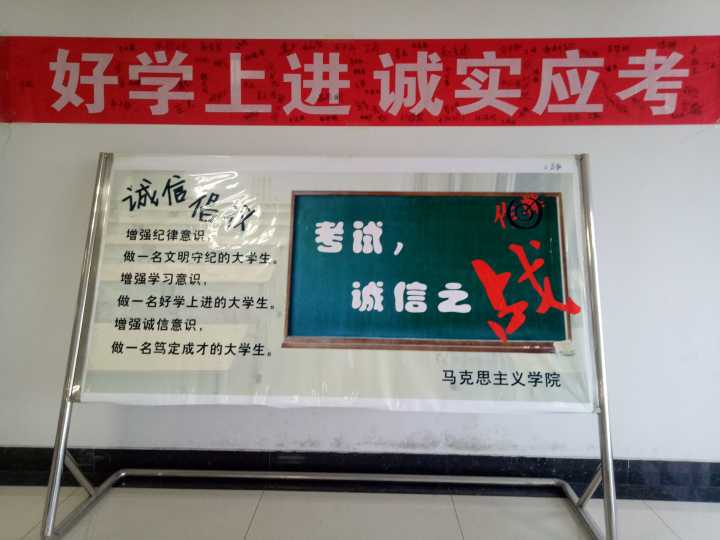 好学上进 诚实应考
诚信倡议
增强纪律意识，
做一名文明守纪的大学生。
增强学习意识，
做一名好学上进的大学生。
增强诚信意识，
做一名笃定成才的大学生。
考试，
诚信之战
马克思主义学院